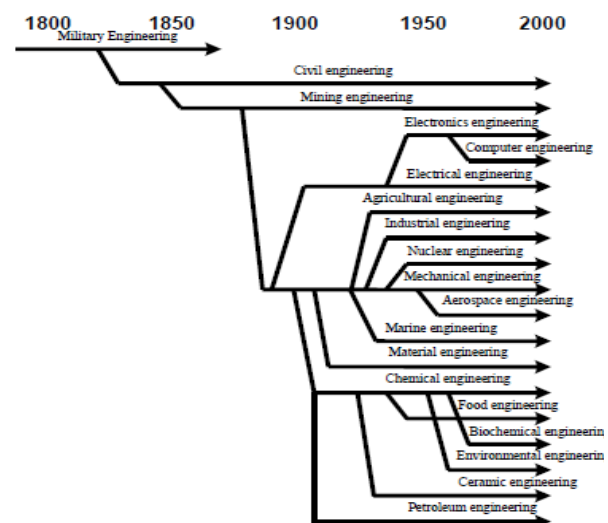 1800 1850 1900 1950 2000
Military Engineering
Civil engineering
Mining engineering
Electronics engineering
Computer engineering
Electrical engineering
Agricultural engineering
Industrial engineering
Nuclear engineering
Mechanical engineering
Aerospace engineering
Marine engineering
Material engineering
Chemical engineering
Food engineering
Biochemical engineerin
Environmental engineerin
Ceramic engineering
Petroleum engineering